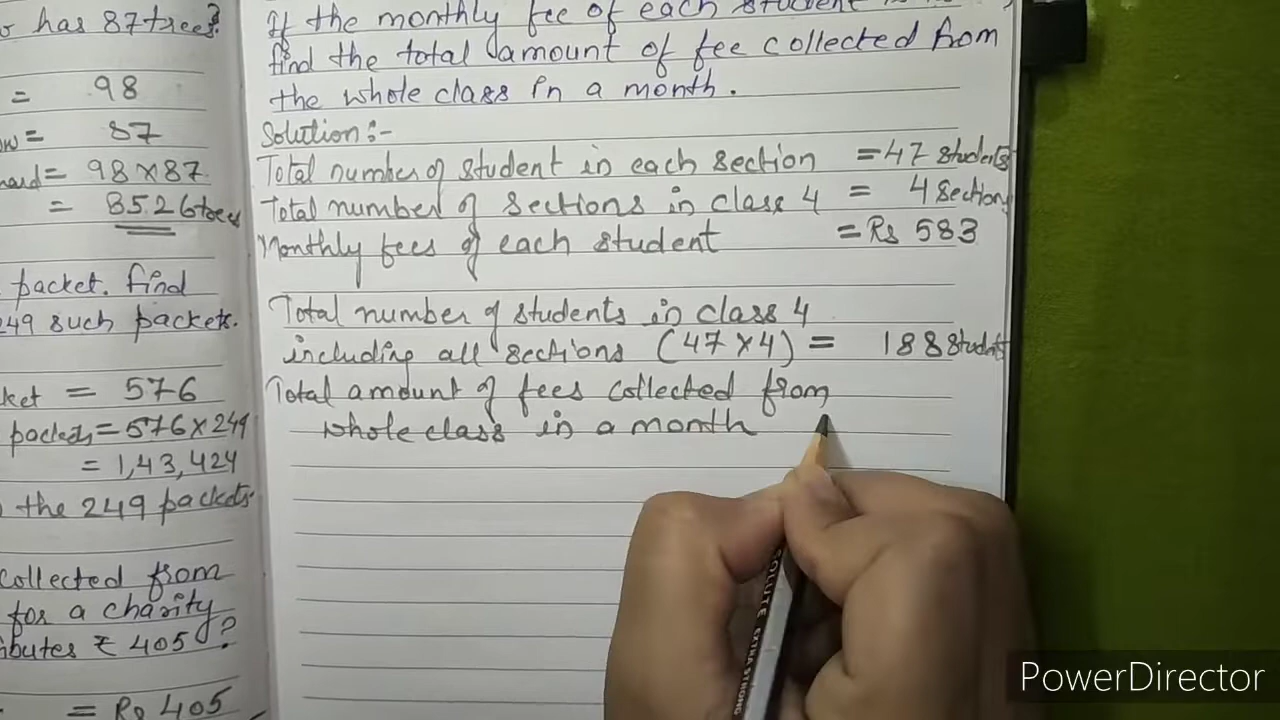 has 87 trees?
= 98
= 87
= 98×87
= 8526 trees
packet. find
249 such packets.
= 576
packets = 576×249
= 1,43,424
the 249 packets.
collected from
for a charity
₹ 405?
= Rs 405
If the monthly fee of each student
find the total amount of fee collected from
the whole class in a month.
Solution:-
Total number of student in each section = 47 students
Total number of sections in class 4 = 4 sections
Monthly fees of each student = Rs 583
Total number of students in class 4
including all sections (47×4) = 188 students
Total amount of fees collected from
whole class in a month
EXTRA STRONG
PowerDirector